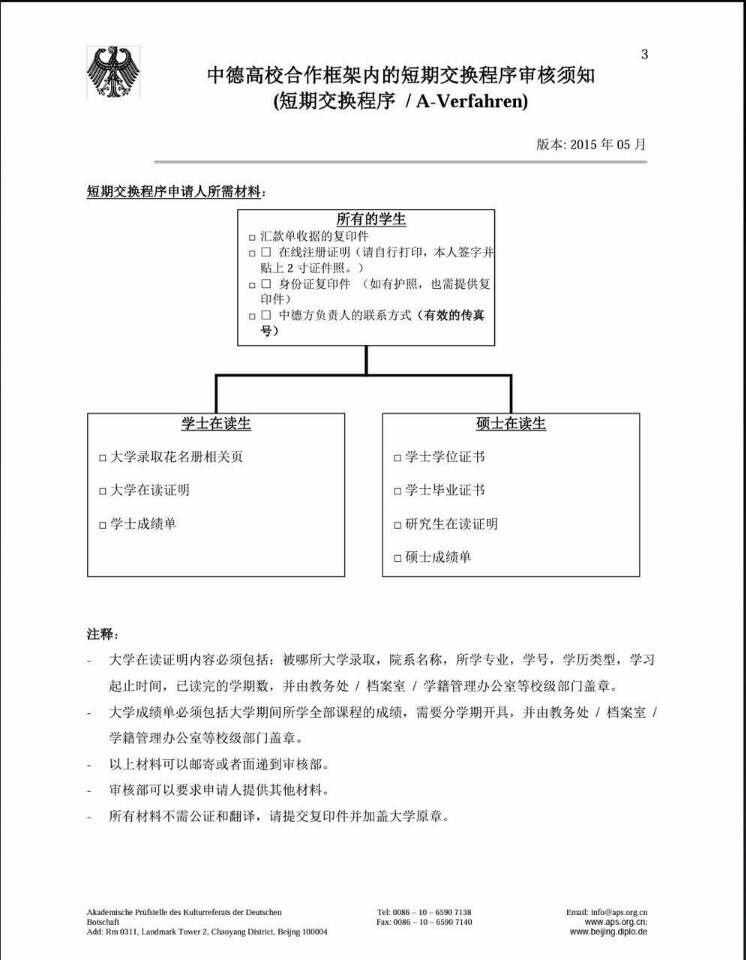 3
中德高校合作框架内的短期交换程序审核须知
(短期交换程序 / A-Verfahren)
版本: 2015 年 05 月
短期交换程序申请人所需材料：
所有的学生
□ 汇款单收据的复印件
□ □ 在线注册证明（请自行打印，本人签字并
贴上 2 寸证件照。）
□ □ 身份证复印件 （如有护照，也需提供复
印件）
□ □ 中德方负责人的联系方式（有效的传真
号）
学士在读生
□ 大学录取花名册相关页
□ 大学在读证明
□ 学士成绩单
硕士在读生
□ 学士学位证书
□ 学士毕业证书
□ 研究生在读证明
□ 硕士成绩单
注释：
- 大学在读证明内容必须包括：被哪所大学录取，院系名称，所学专业，学号，学历类型，学习
起止时间，已读完的学期数，并由教务处 / 档案室 / 学籍管理办公室等校级部门盖章。
- 大学成绩单必须包括大学期间所学全部课程的成绩，需要分学期开具，并由教务处 / 档案室 /
学籍管理办公室等校级部门盖章。
- 以上材料可以邮寄或者面递到审核部。
- 审核部可以要求申请人提供其他材料。
- 所有材料不需公证和翻译，请提交复印件并加盖大学原章。
Akademische Prüfstelle des Kulturreferats der Deutschen
Botschaft
Add: Rm 0311, Landmark Tower 2, Chaoyang District, Beijng 100004
Tel: 0086 – 10 – 6590 7138
Fax: 0086 – 10 – 6590 7140
Email: info@aps.org.cn
www.aps.org.cn;
www.beijing.diplo.de